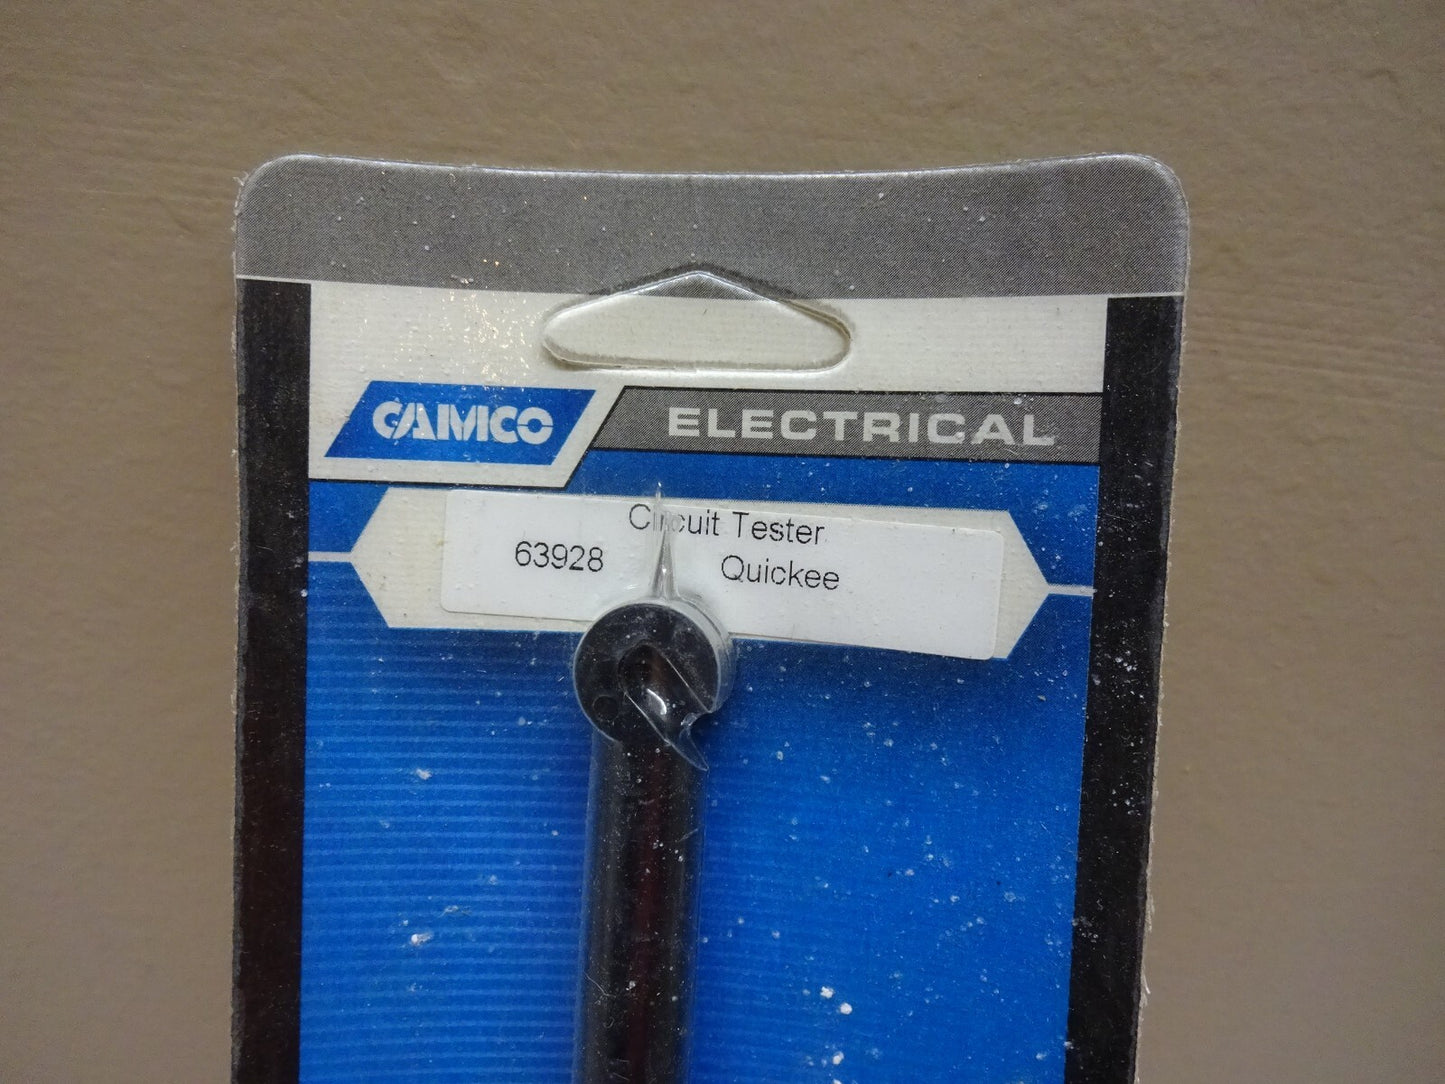 CAMCO
ELECTRICAL
Circuit Tester
63928 Quickee